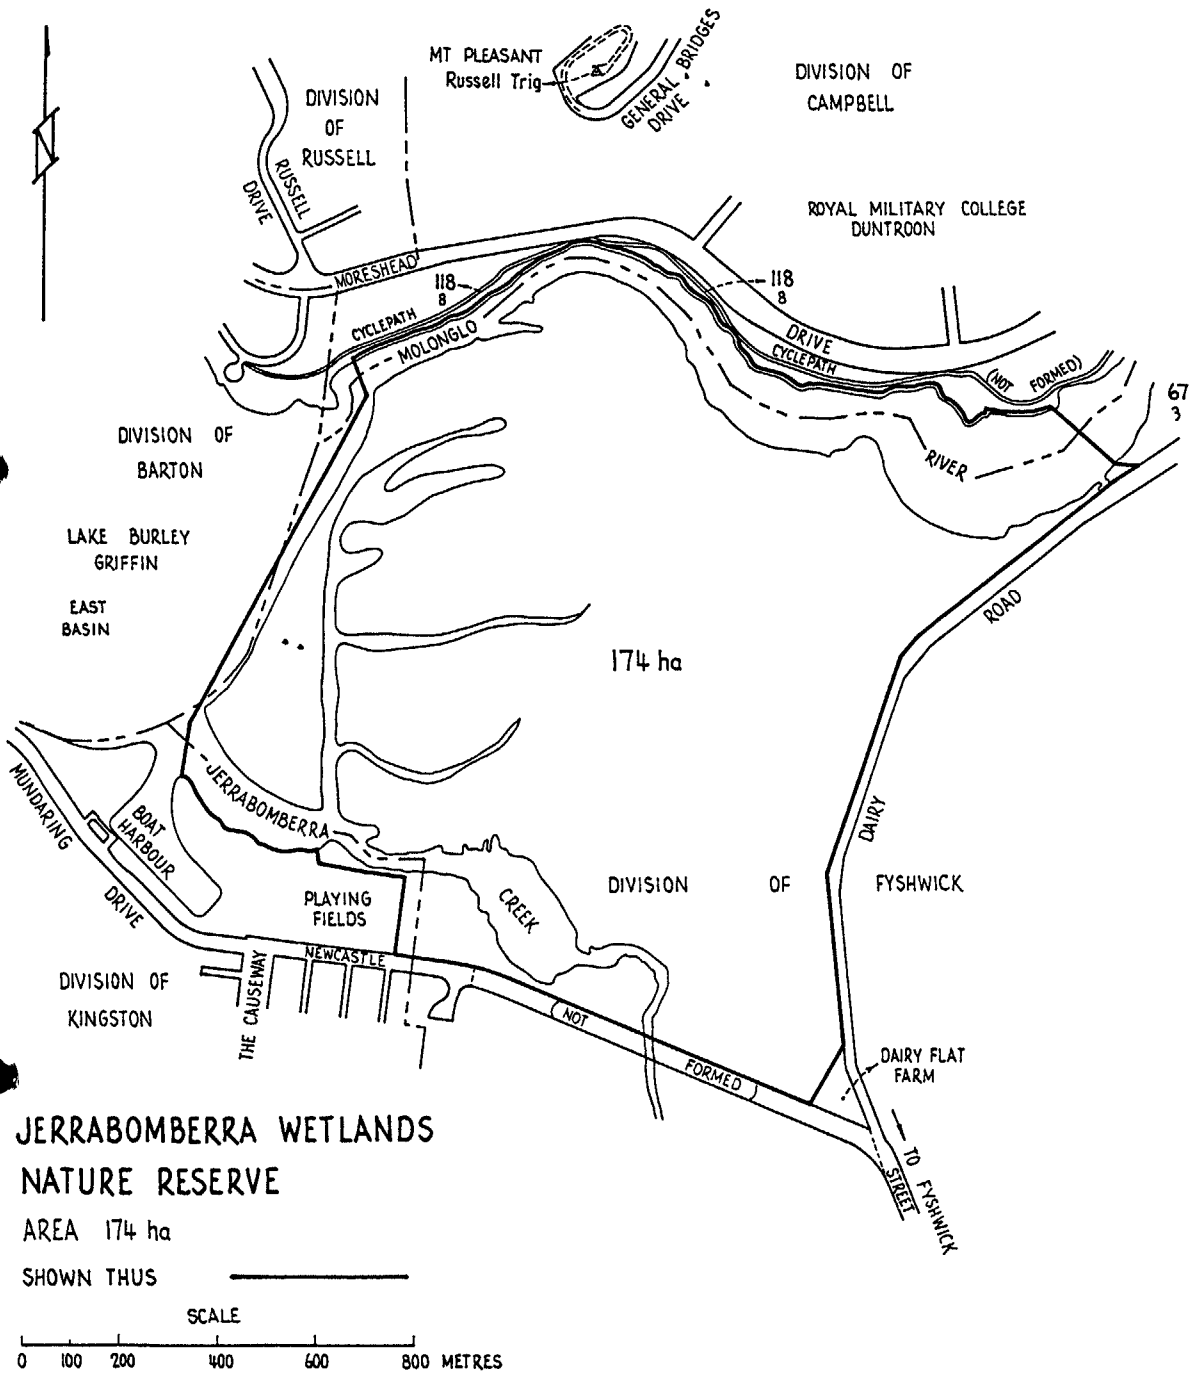 MT PLEASANT
Russell Trig
GENERAL BRIDGES
DRIVE
DIVISION OF
CAMPBELL
DIVISION
OF
RUSSELL
N
RUSSELL
DRIVE
ROYAL MILITARY COLLEGE
DUNTROON
MORESHEAD
118
8
118
8
CYCLEPATH
MOLONGLO
DRIVE
CYCLEPATH
(NOT FORMED)
67
3
RIVER
DIVISION OF
BARTON
LAKE BURLEY
GRIFFIN
EAST
BASIN
ROAD
174 ha
MUNDARING
DRIVE
BOAT
HARBOUR
JERRABOMBERRA
CREEK
DAIRY
DIVISION OF FYSHWICK
PLAYING
FIELDS
NEWCASTLE
THE CAUSEWAY
DIVISION OF
KINGSTON
(NOT
FORMED)
STREET
DAIRY FLAT
FARM
TO FYSHWICK
JERRABOMBERRA WETLANDS
NATURE RESERVE
AREA 174 ha
SHOWN THUS
SCALE
0 100 200 400 600 800 METRES